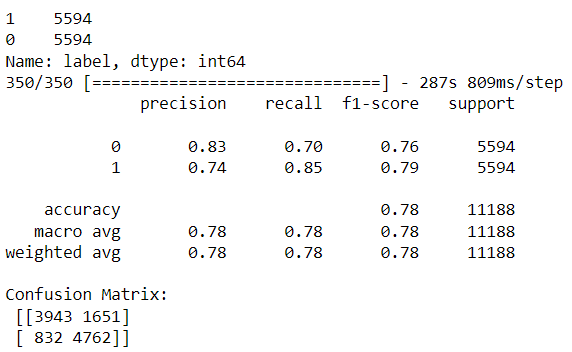 1    5594
0    5594
Name: label, dtype: int64
350/350 [==============================] - 287s 809ms/step
              precision    recall  f1-score   support

           0       0.83      0.70      0.76      5594
           1       0.74      0.85      0.79      5594

    accuracy                           0.78     11188
   macro avg       0.78      0.78      0.78     11188
weighted avg       0.78      0.78      0.78     11188

Confusion Matrix:
 [[3943 1651]
 [ 832 4762]]